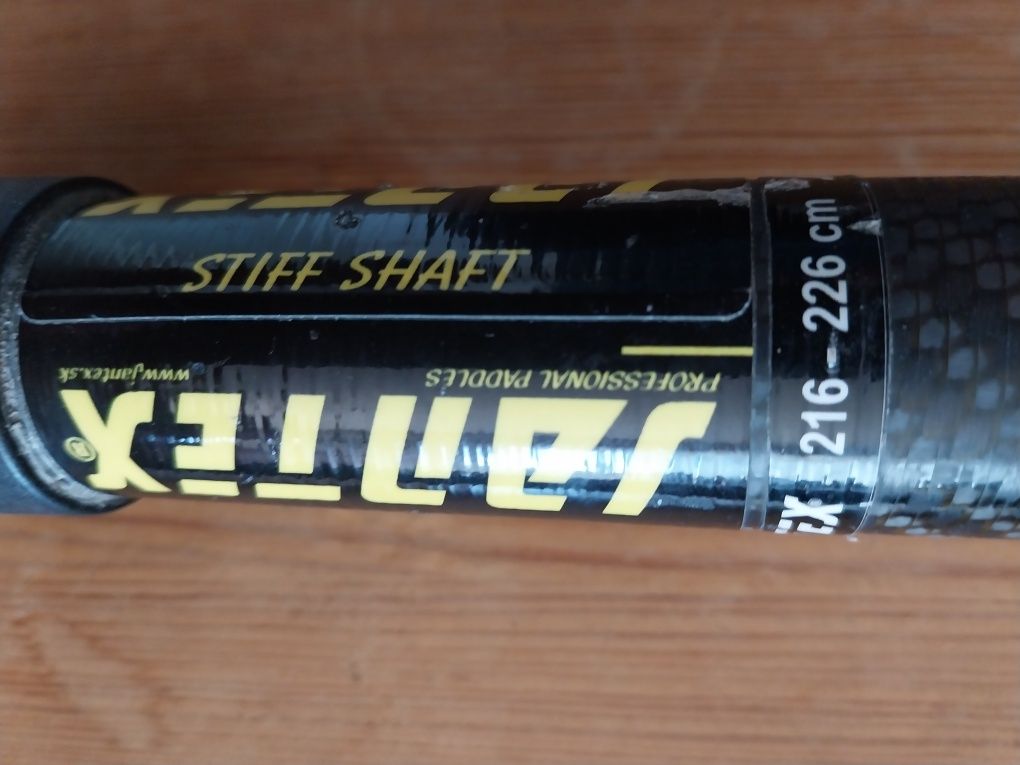 STIFF SHAFT
JANTEX®
PROFESSIONAL PADDLES
www.jantex.sk
216 - 226 cm